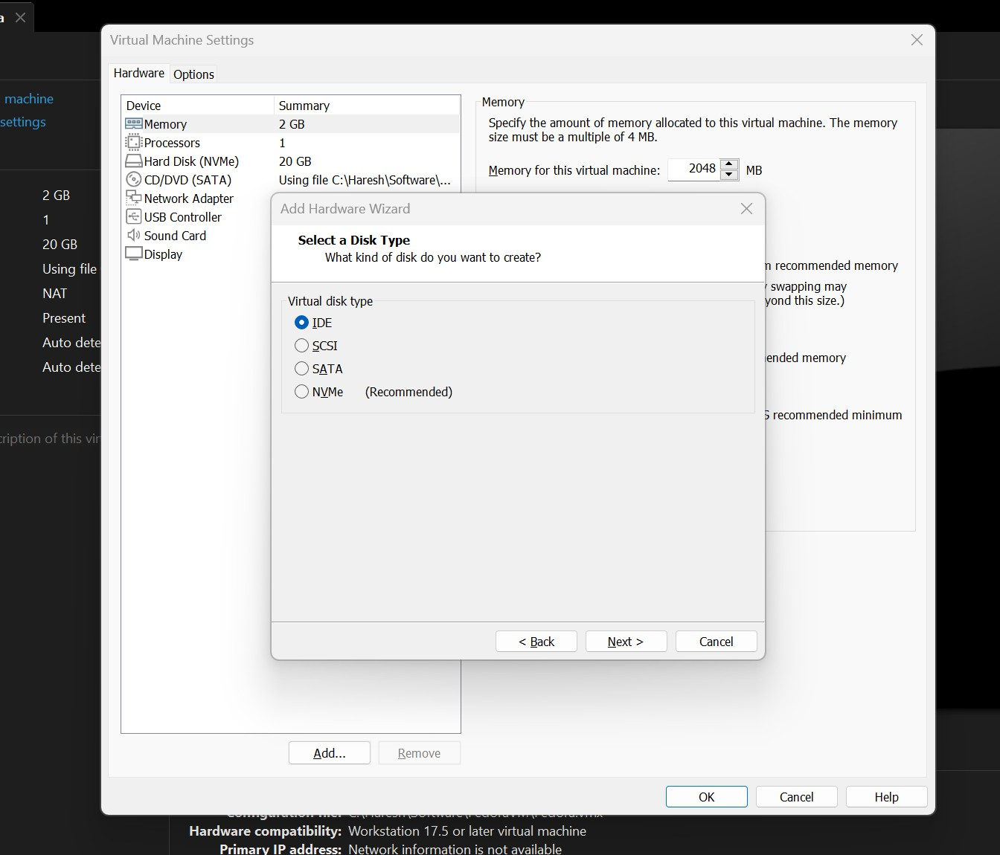 a
Virtual Machine Settings
Hardware
Options
machine
settings
Device
Summary
Memory
2 GB
Processors
1
Hard Disk (NVMe)
20 GB
CD/DVD (SATA)
Using file C:\Haresh\Software\...
Network Adapter
USB Controller
Sound Card
Display
Memory
Specify the amount of memory allocated to this virtual machine. The memory
size must be a multiple of 4 MB.
Memory for this virtual machine:
2048
MB
2 GB
1
20 GB
Using file
NAT
Present
Auto dete
Auto dete
cription of this vir
Add Hardware Wizard
Select a Disk Type
What kind of disk do you want to create?
Virtual disk type
IDE
SCSI
SATA
NVMe (Recommended)
< Back
Next >
Cancel
m recommended memory
y swapping may
yond this size.)
ended memory
S recommended minimum
Add...
Remove
OK
Cancel
Help
Configuration file: C:\Haresh\Software\FedoraVM\Fedora.vmx
Hardware compatibility: Workstation 17.5 or later virtual machine
Primary IP address: Network information is not available